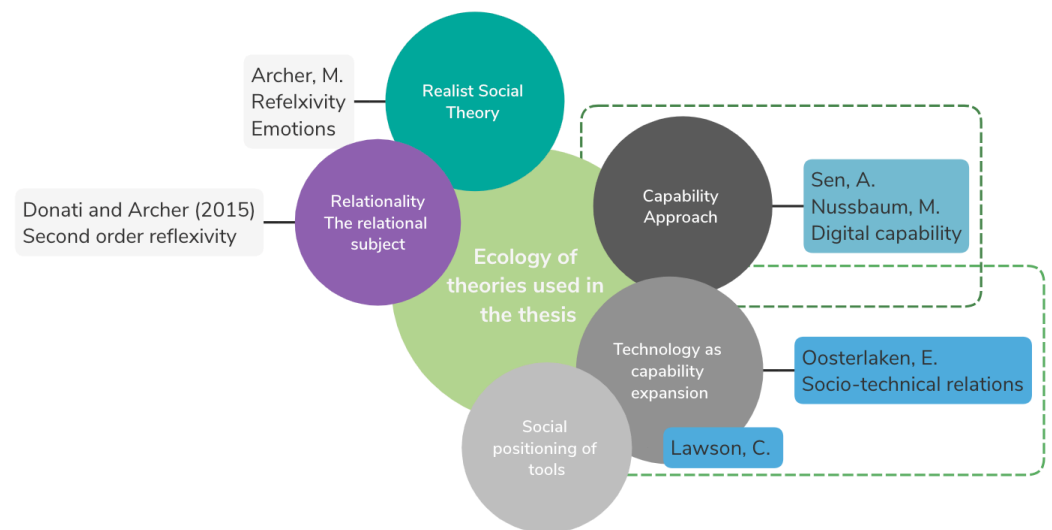 Archer, M.
Refelxivity
Emotions
Realist Social
Theory
Donati and Archer (2015)
Second order reflexivity
Relationality
The relational
subject
Ecology of
theories used in
the thesis
Capability
Approach
Sen, A.
Nussbaum, M.
Digital capability
Technology as
capability
expansion
Oosterlaken, E.
Socio-technical relations
Social
positioning of
tools
Lawson, C.